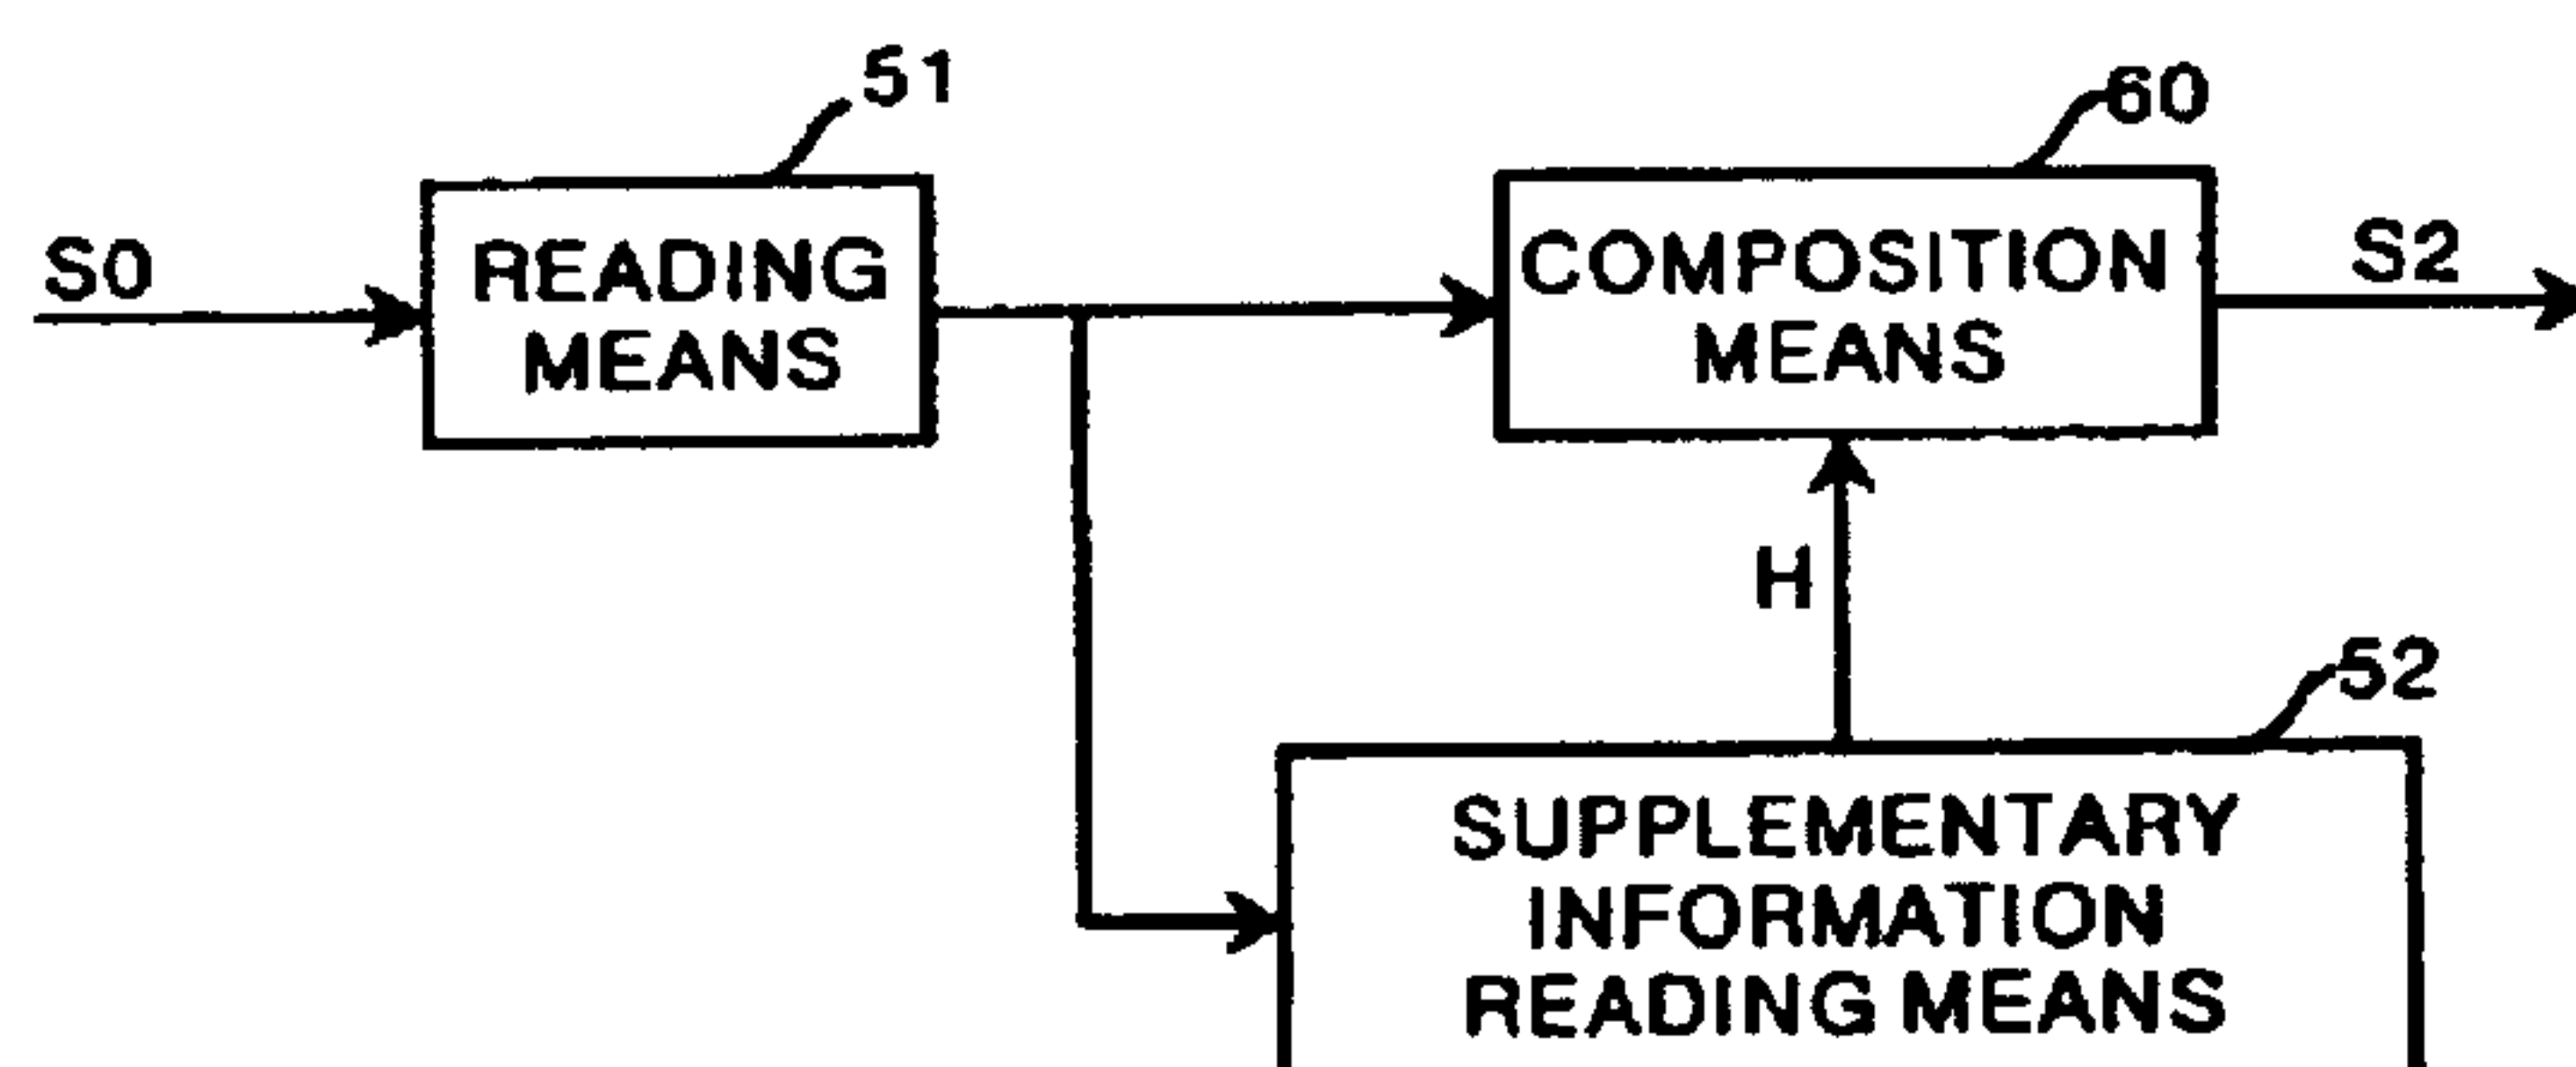 51
60
S0
READING
MEANS
COMPOSITION
MEANS
S2
H
52
SUPPLEMENTARY
INFORMATION
READING MEANS